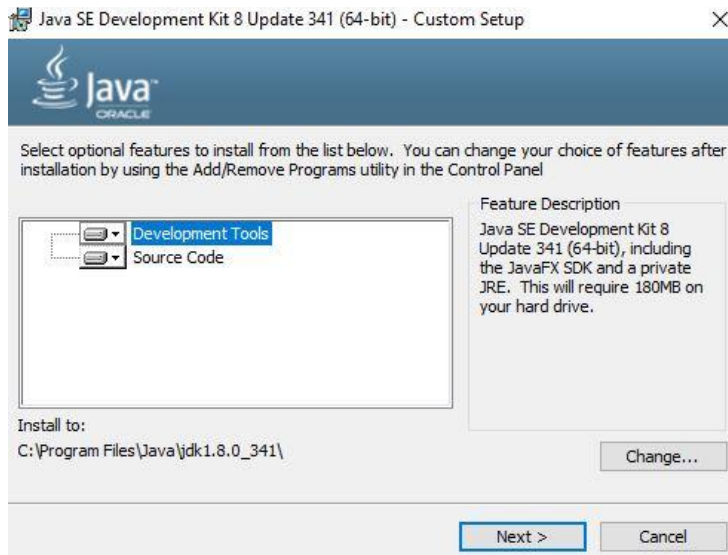 Java SE Development Kit 8 Update 341 (64-bit) - Custom Setup
Java
ORACLE
Select optional features to install from the list below. You can change your choice of features after
installation by using the Add/Remove Programs utility in the Control Panel
Development Tools
Source Code
Feature Description
Java SE Development Kit 8
Update 341 (64-bit), including
the JavaFX SDK and a private
JRE. This will require 180MB on
your hard drive.
Install to:
C:\Program Files\Java\jdk1.8.0_341\
Change...
Next >
Cancel